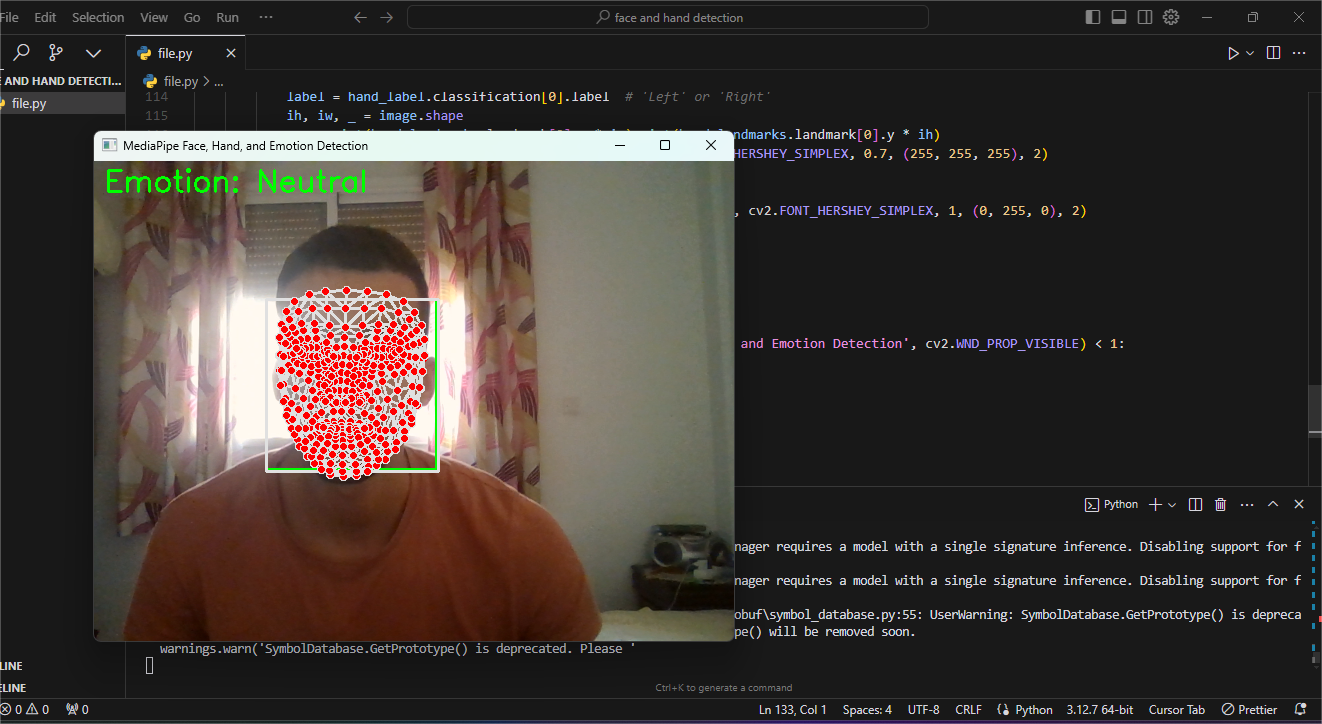 File Edit Selection View Go Run ···
face and hand detection
file.py
AND HAND DETECTI...
file.py
file.py > ...
114 label = hand_label.classification[0].label # `Left` or `Right`
115 ih, iw, _ = image.shape
ndmarks.landmark[0].y * ih)
HERSHEY_SIMPLEX, 0.7, (255, 255, 255), 2)
, cv2.FONT_HERSHEY_SIMPLEX, 1, (0, 255, 0), 2)
and Emotion Detection', cv2.WND_PROP_VISIBLE) < 1:
MediaPipe Face, Hand, and Emotion Detection
Emotion: Neutral
Python
nager requires a model with a single signature inference. Disabling support for f
nager requires a model with a single signature inference. Disabling support for f
obuf\symbol_database.py:55: UserWarning: SymbolDatabase.GetPrototype() is depreca
pe() will be removed soon.
warnings.warn('SymbolDatabase.GetPrototype() is deprecated. Please '
Ctrl+K to generate a command
LINE
ELINE
0 0 0 Ln 133, Col 1 Spaces: 4 UTF-8 CRLF Python 3.12.7 64-bit Cursor Tab Prettier